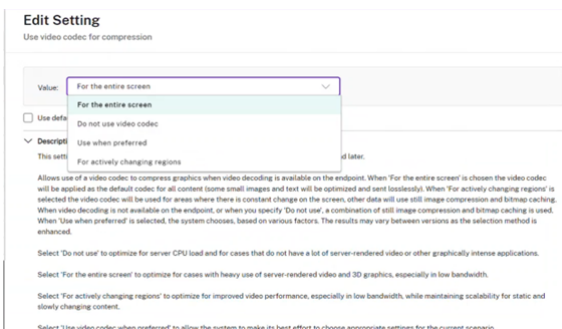 Edit Setting
Use video codec for compression
Value: For the entire screen
For the entire screen
Do not use video codec
Use when preferred
For actively changing regions
Use defa
Descripti
This setti
d later.
Allows use of a video codec to compress graphics when video decoding is available on the endpoint. When 'For the entire screen' is chosen the video codec
will be applied as the default codec for all content (some small images and text will be optimized and sent losslessly). When 'For actively changing regions' is
selected the video codec will be used for areas where there is constant change on the screen, other data will use still image compression and bitmap caching.
When video decoding is not available on the endpoint, or when you specify 'Do not use', a combination of still image compression and bitmap caching is used.
When 'Use when preferred' is selected, the system chooses, based on various factors. The results may vary between versions as the selection method is
enhanced.
Select 'Do not use' to optimize for server CPU load and for cases that do not have a lot of server-rendered video or other graphically intense applications.
Select 'For the entire screen' to optimize for cases with heavy use of server-rendered video and 3D graphics, especially in low bandwidth.
Select 'For actively changing regions' to optimize for improved video performance, especially in low bandwidth, while maintaining scalability for static and
slowly changing content.
Select 'Use video codec when preferred' to allow the system to make its best effort to choose appropriate settings for the current scenario.